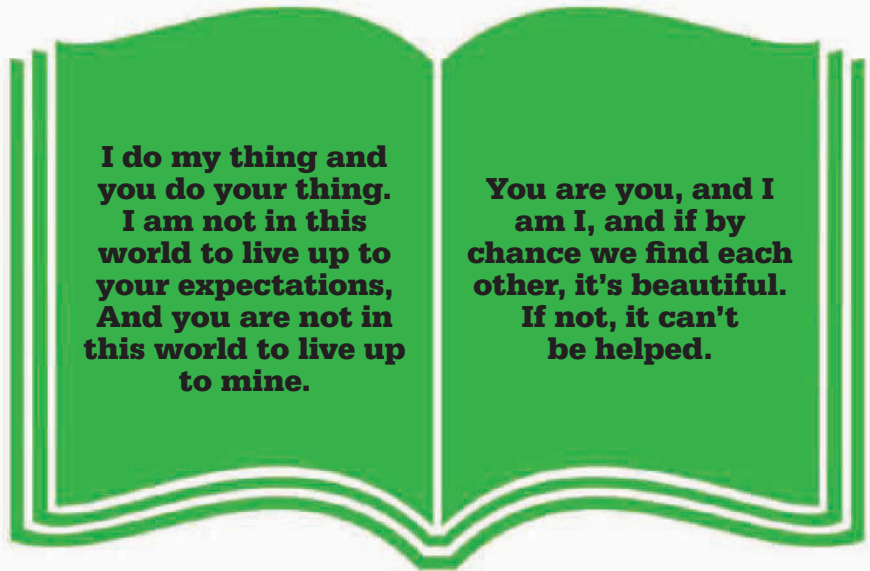 I do my thing and
you do your thing.
I am not in this
world to live up to
your expectations,
And you are not in
this world to live up
to mine.
You are you, and I
am I, and if by
chance we find each
other, it’s beautiful.
If not, it can’t
be helped.